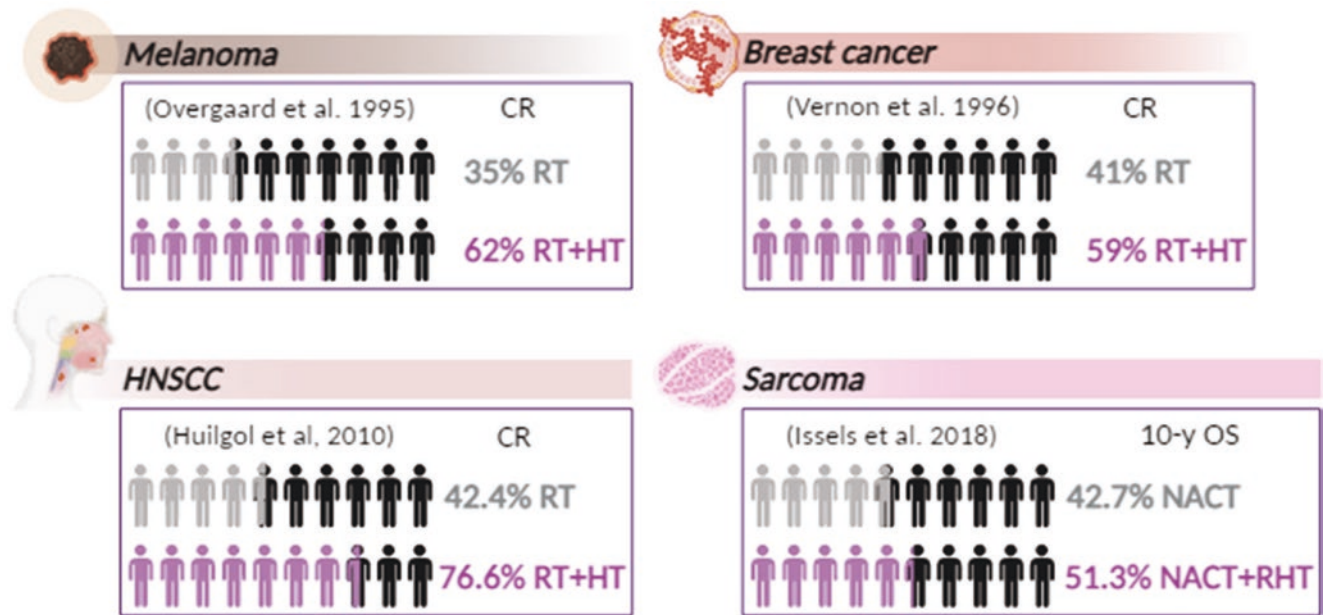 Melanoma
(Overgaard et al. 1995) CR
35% RT
62% RT+HT
Breast cancer
(Vernon et al. 1996) CR
41% RT
59% RT+HT
HNSCC
(Huilgol et al, 2010) CR
42.4% RT
76.6% RT+HT
Sarcoma
(Issels et al. 2018) 10-y OS
42.7% NACT
51.3% NACT+RHT